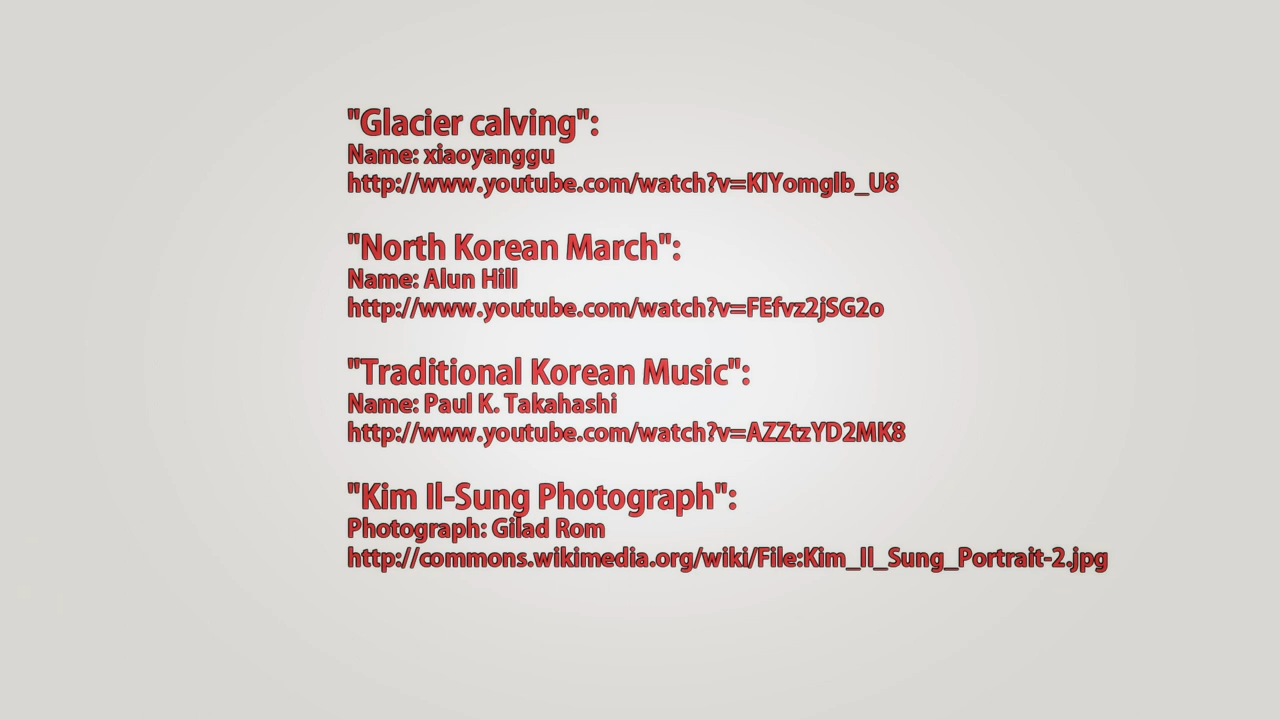 "Glacier calving":
Name: xiaoyanggu
http://www.youtube.com/watch?v=KlYomglb_U8
"North Korean March":
Name: Alun Hill
http://www.youtube.com/watch?v=FEfvz2jSG2o
"Traditional Korean Music":
Name: Paul K. Takahashi
http://www.youtube.com/watch?v=AZZtzYD2MK8
"Kim Il-Sung Photograph":
Photograph: Gilad Rom
http://commons.wikimedia.org/wiki/File:Kim_Il_Sung_Portrait-2.jpg